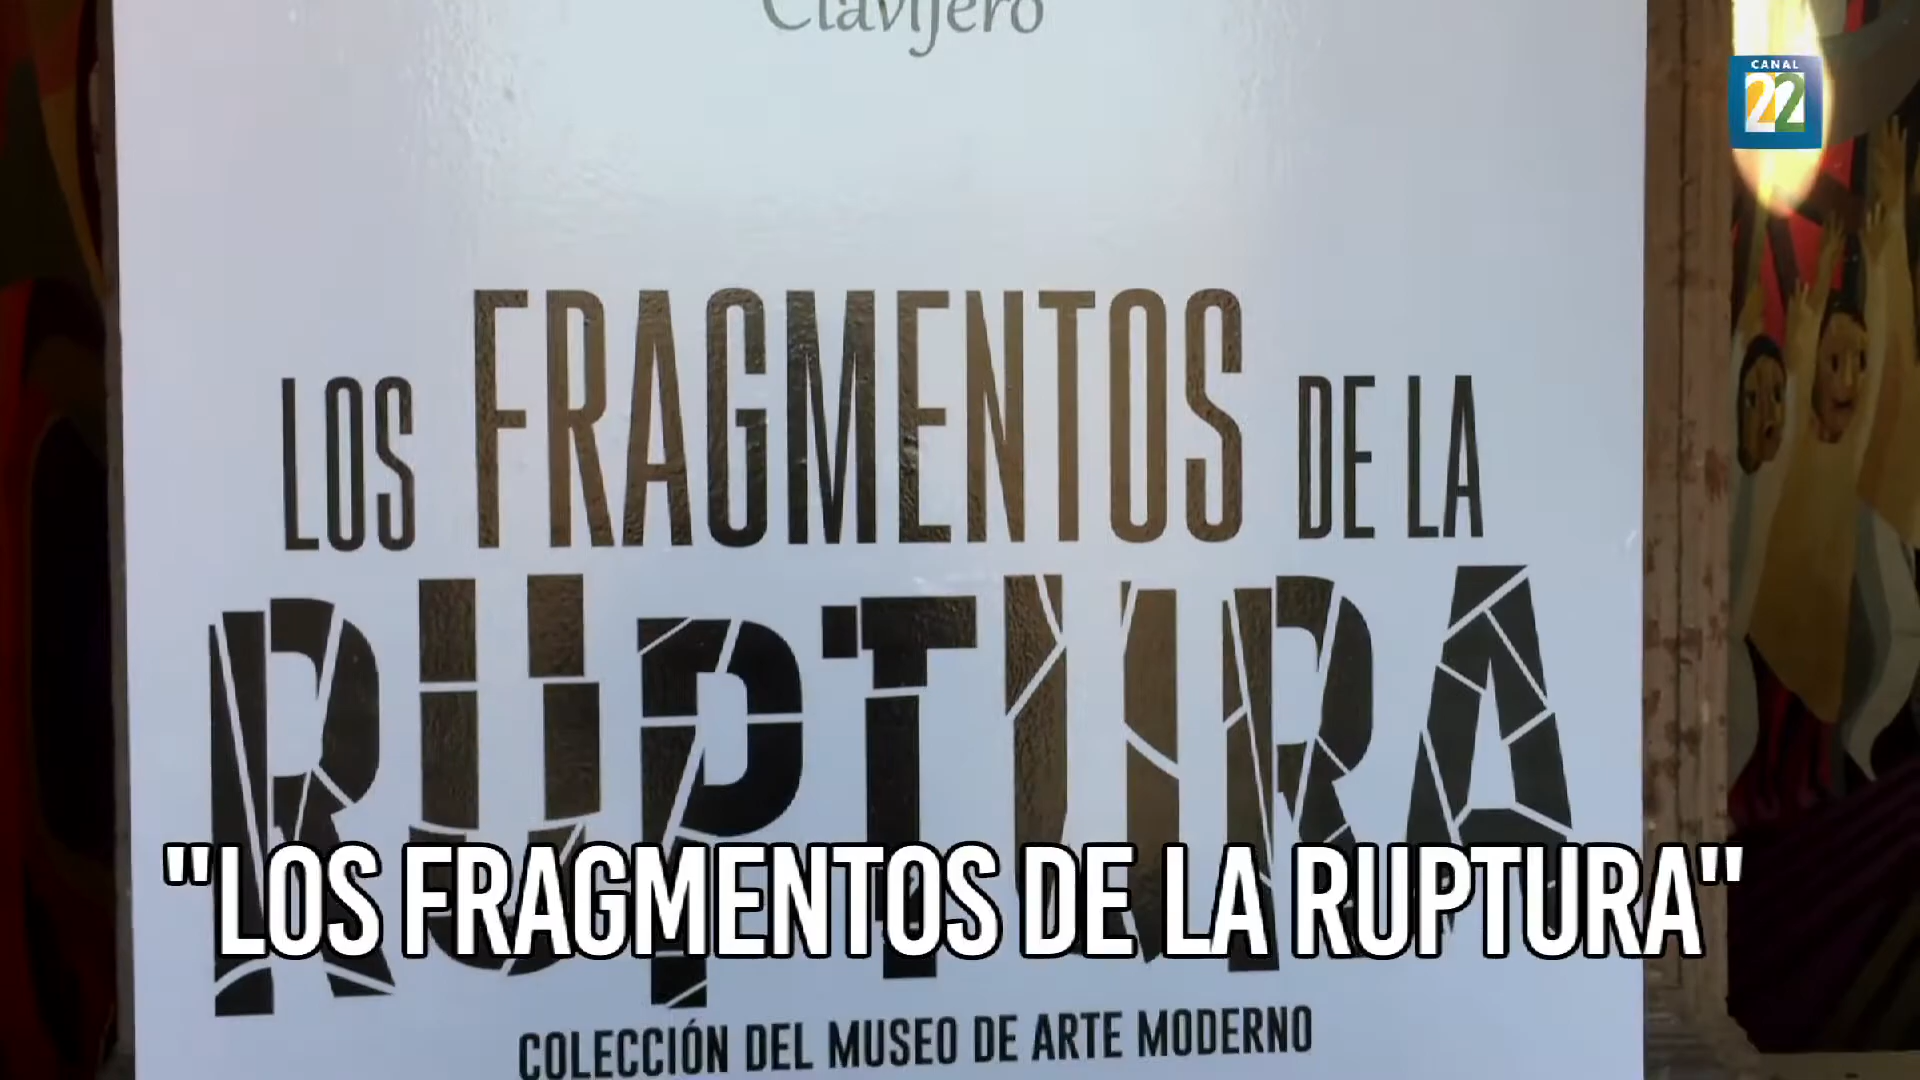 Clavijero
CANAL
22
LOS FRAGMENTOS DE LA
RUPTURA
"LOS FRAGMENTOS DE LA RUPTURA"
COLECCIÓN DEL MUSEO DE ARTE MODERNO